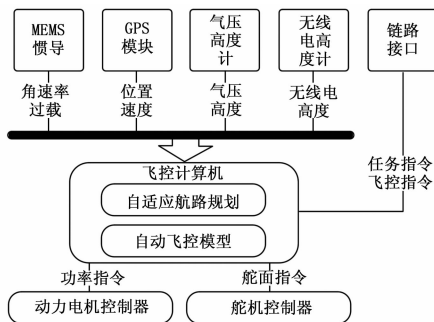 MEMS
惯导
GPS
模块
气压
高度
计
无线
电高
度计
链路
接口
角速率
过载
位置
速度
气压
高度
无线电
高度
任务指令
飞控指令
飞控计算机
自适应航路规划
自动飞控模型
功率指令
舵面指令
动力电机控制器
舵机控制器